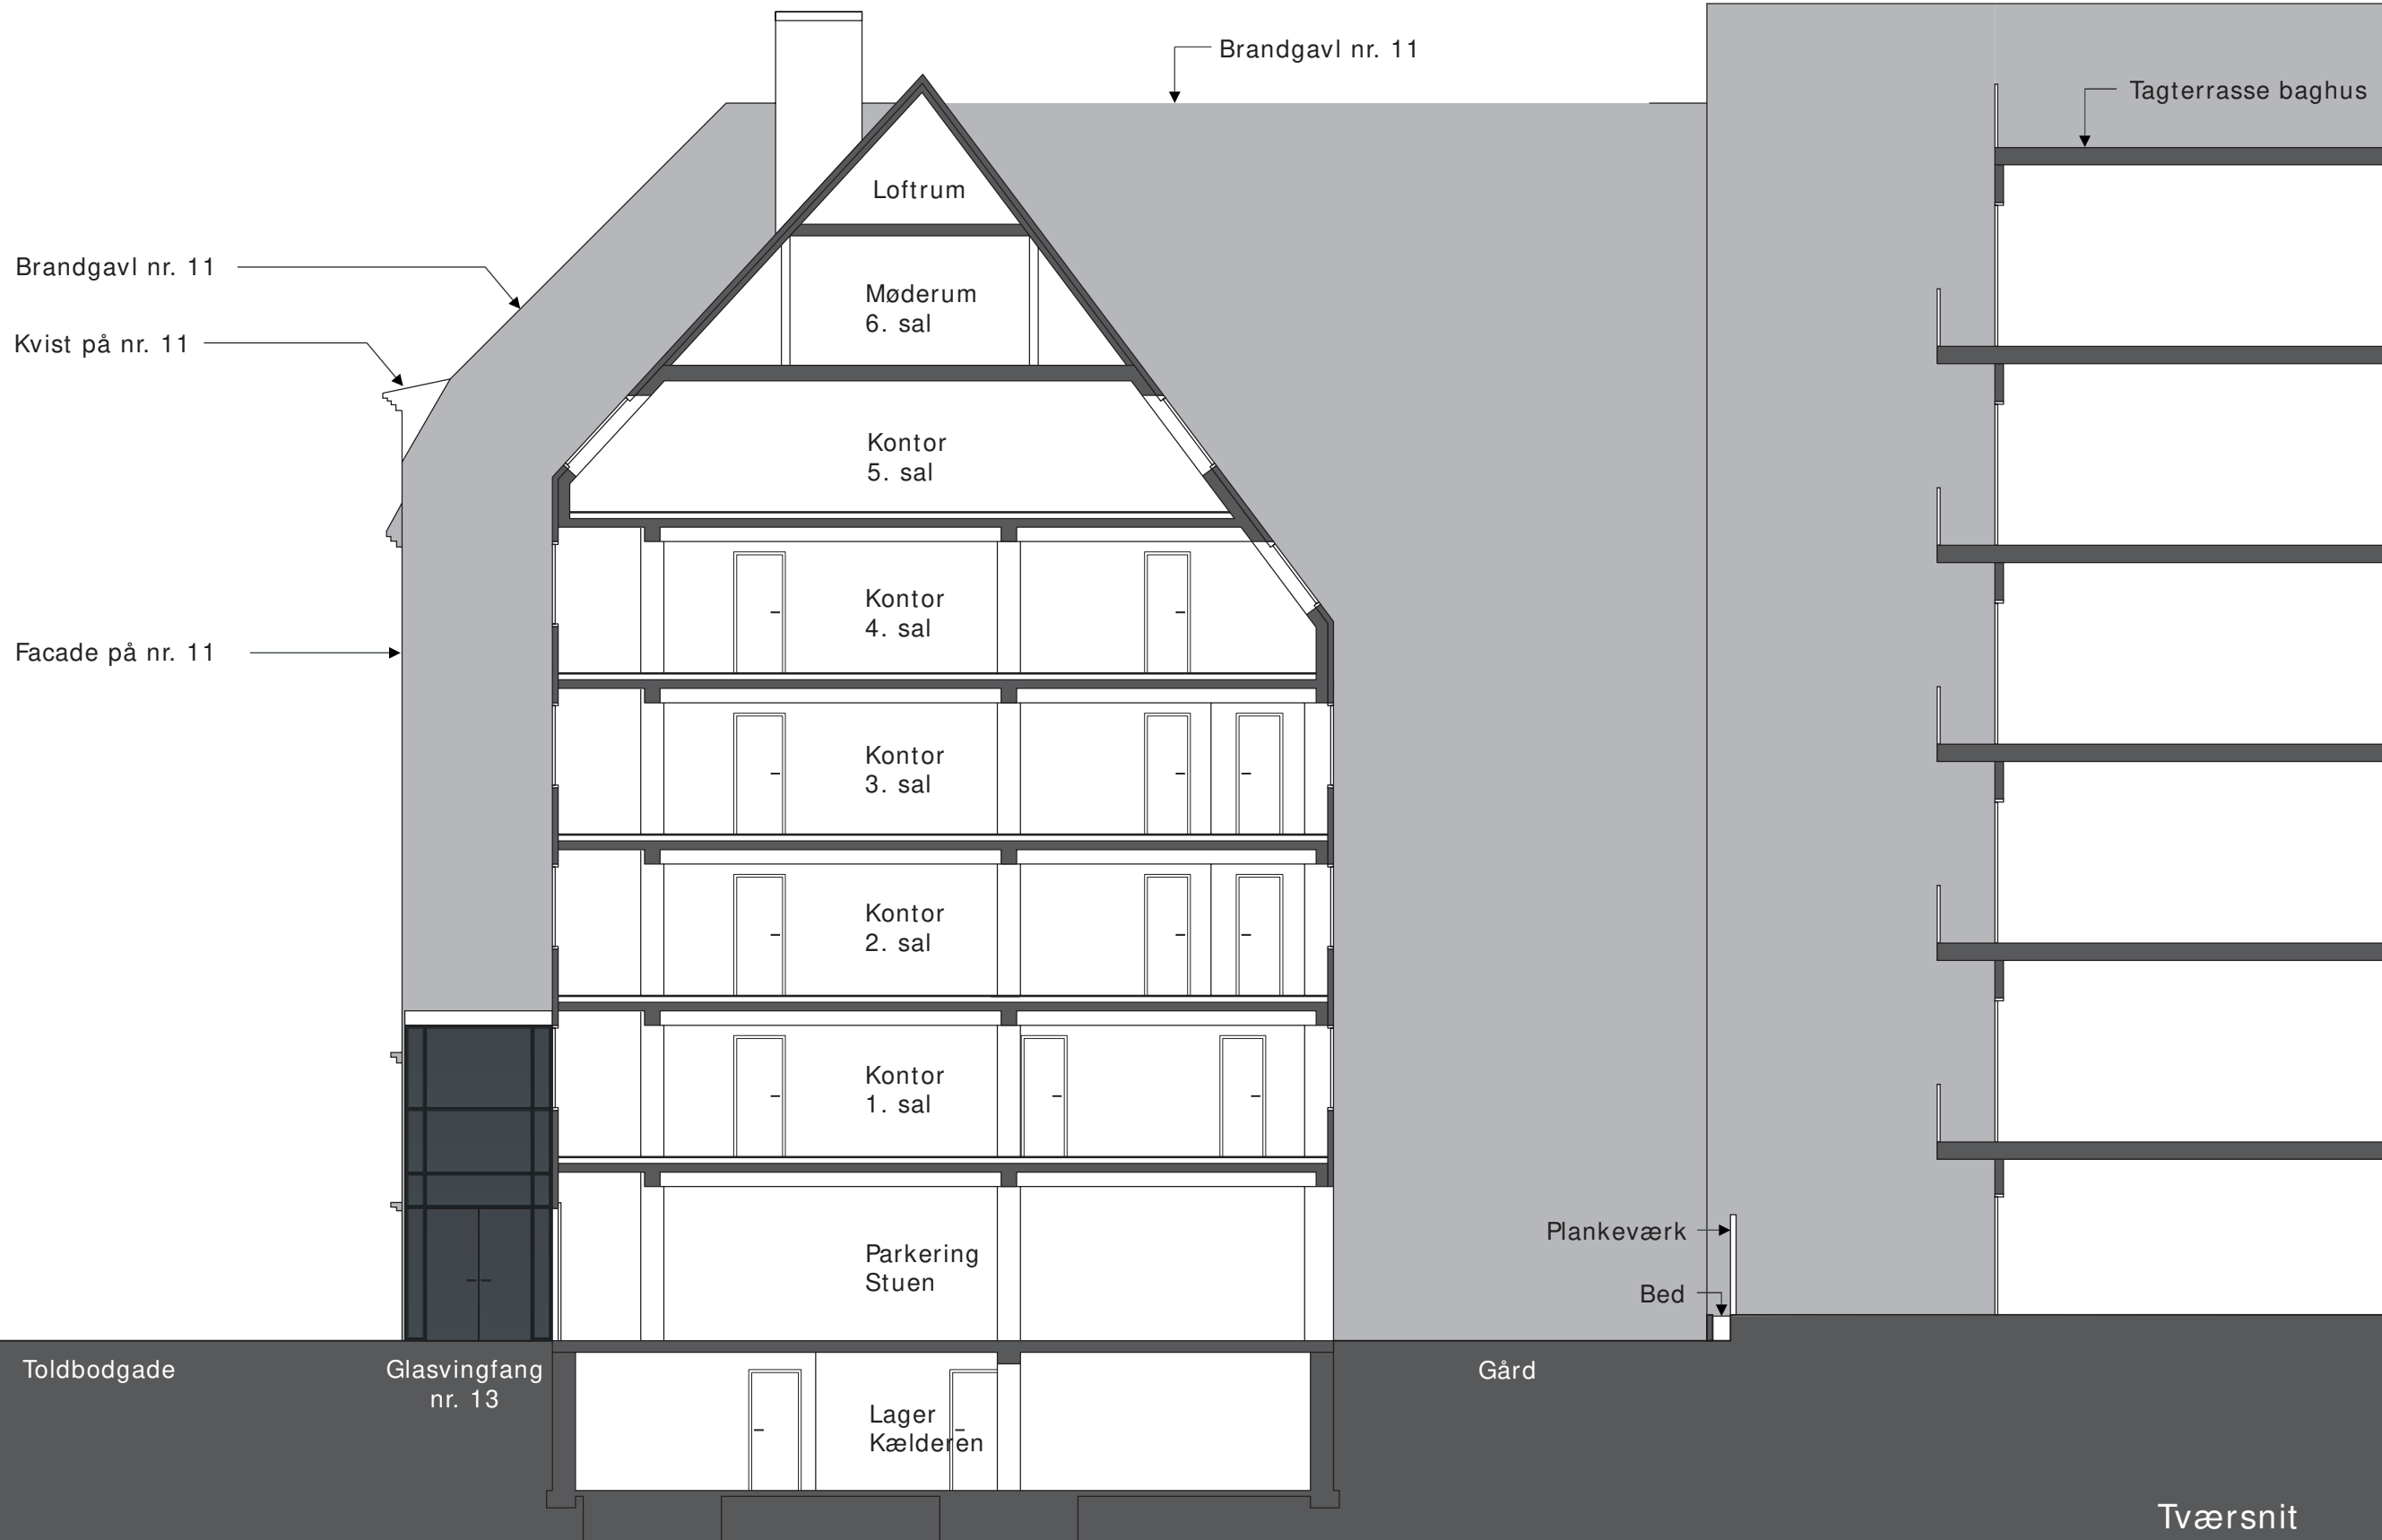 Brandgavl nr. 11
Tagterrasse baghus
Loftrum
Brandgavl nr. 11
Møderum
6. sal
Kvist på nr. 11
Kontor
5. sal
Kontor
4. sal
Facade på nr. 11
Kontor
3. sal
Kontor
2. sal
Kontor
1. sal
Plankeværk
Parkering
Stuen
Bed
Toldbodgade
Glasvingfang
nr. 13
Gård
Lager
Kælderen
Tværsnit